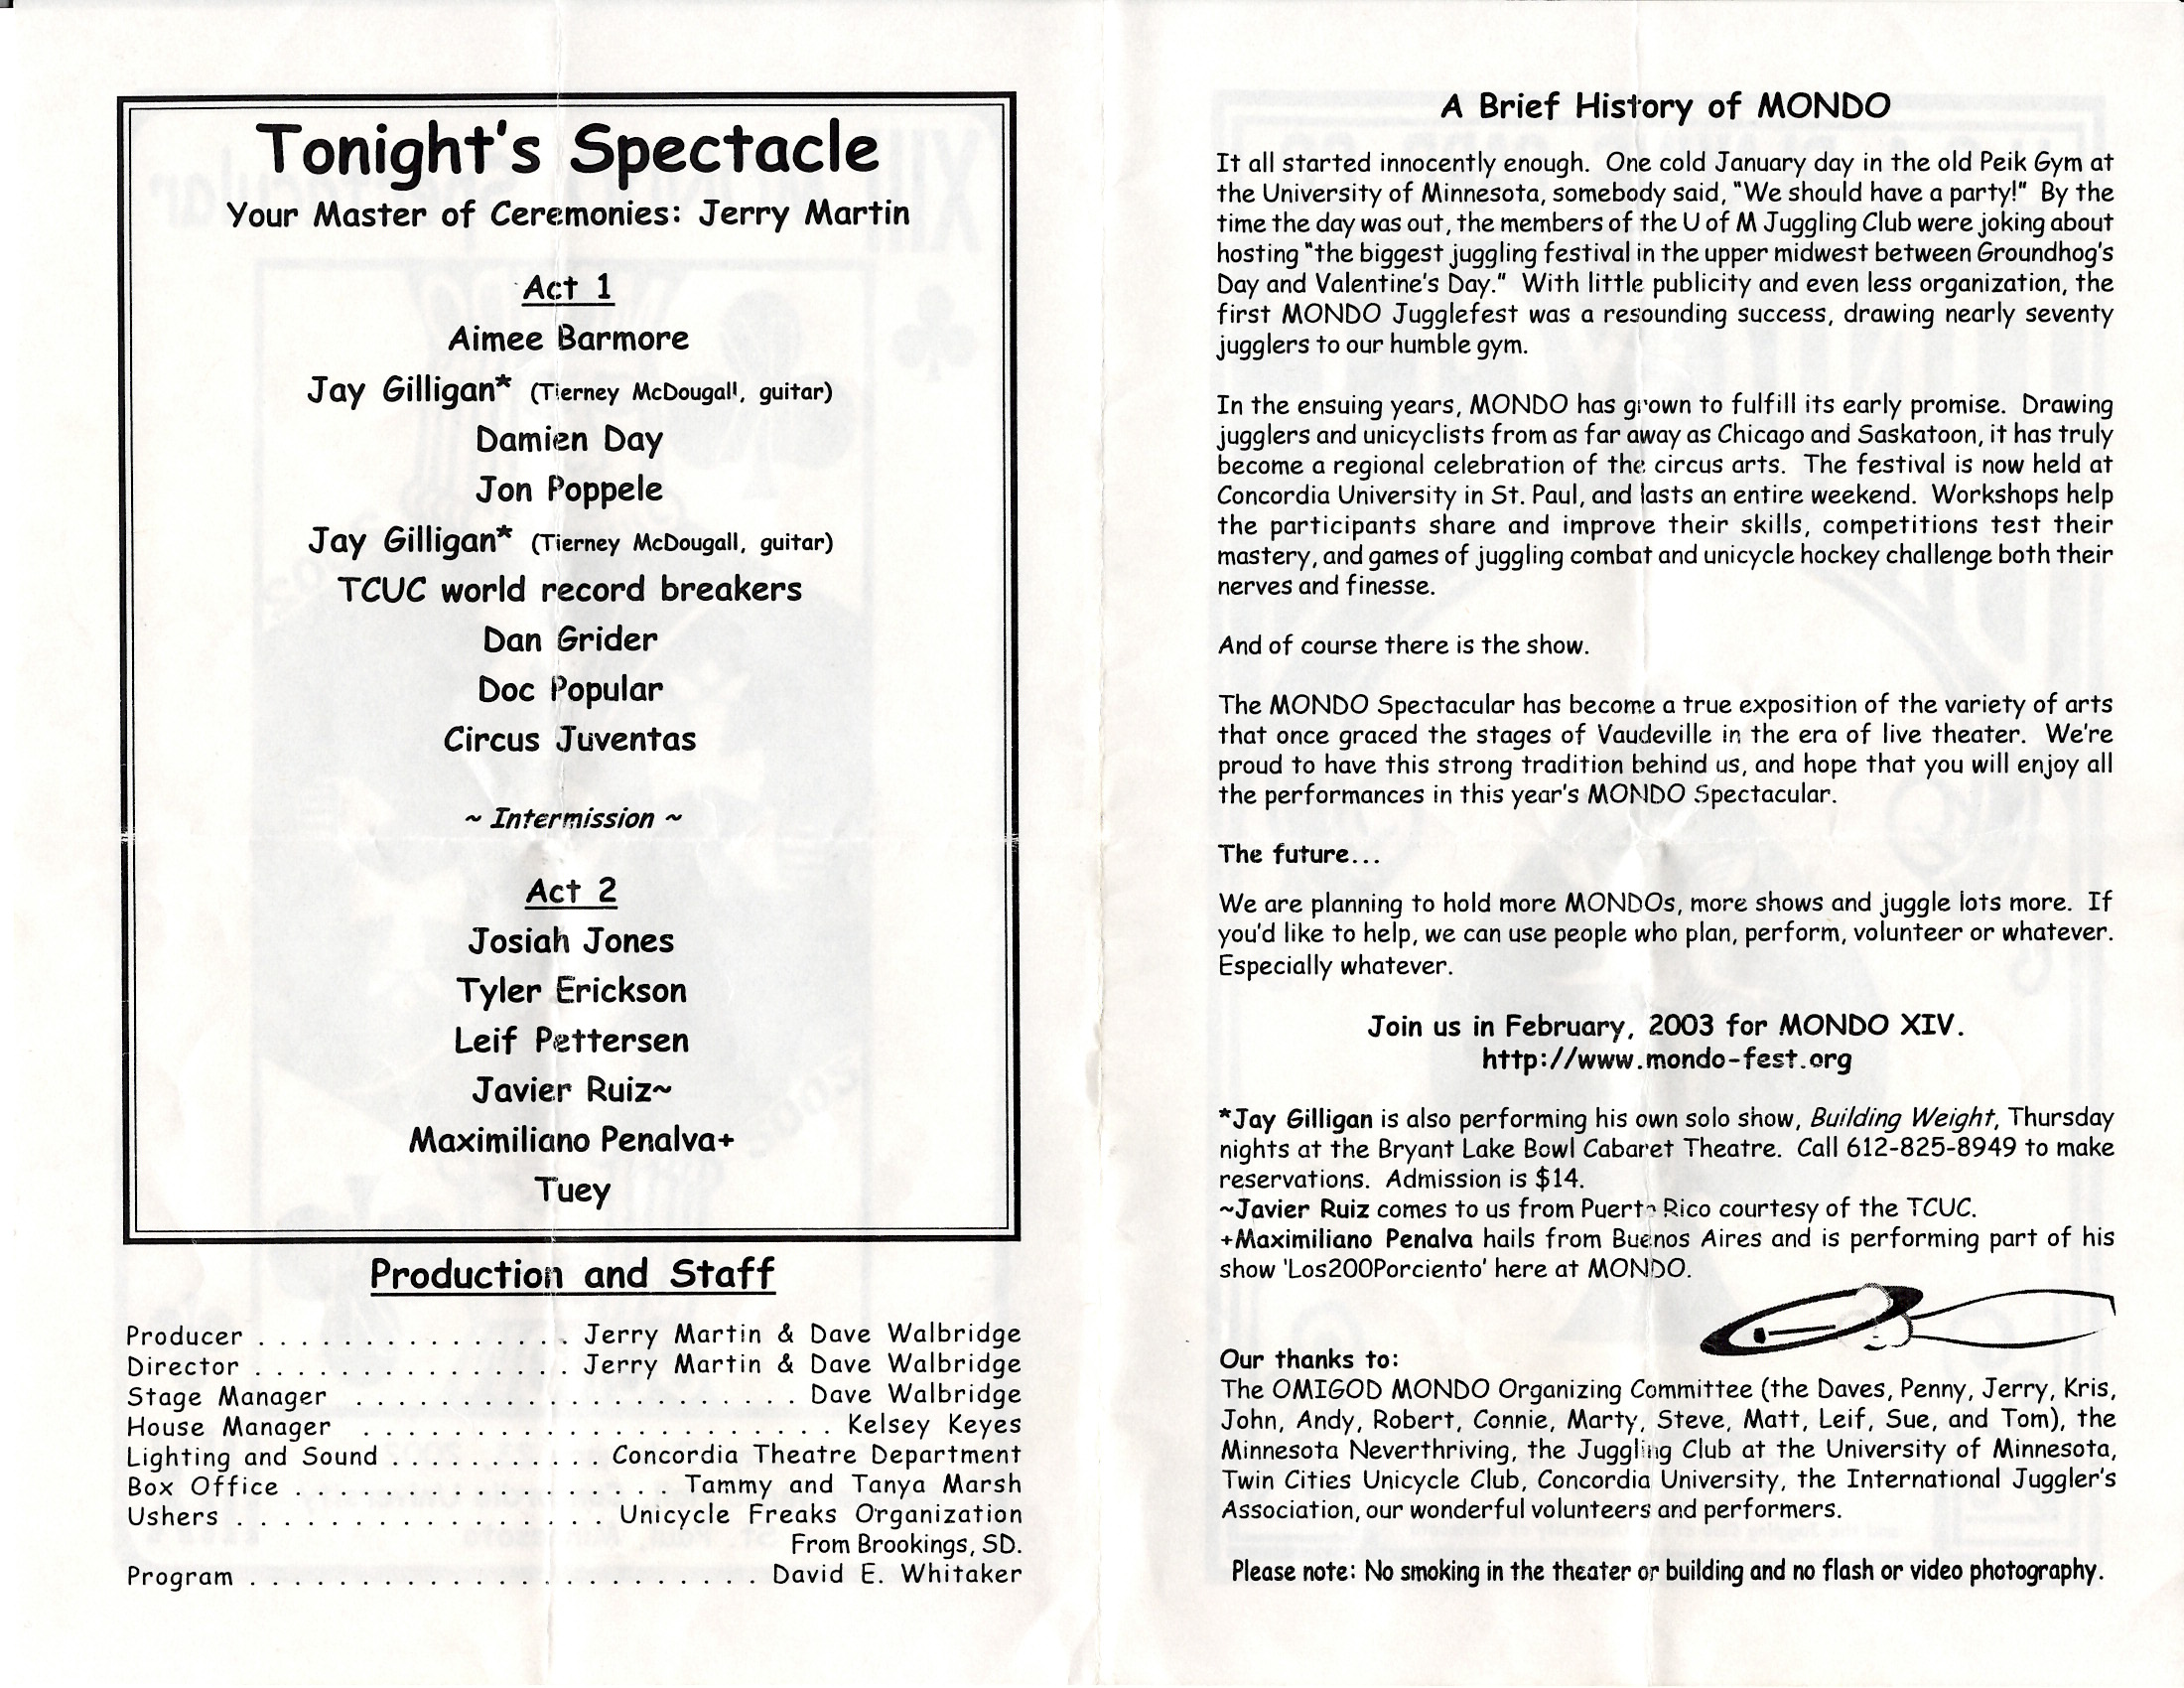 Tonight's Spectacle
Your Master of Ceremonies: Jerry Martin
Act 1
Aimee Barmore
Jay Gilligan* (Tierney McDougall, guitar)
Damien Day
Jon Poppele
Jay Gilligan* (Tierney McDougall, guitar)
TCUC world record breakers
Dan Grider
Doc Popular
Circus Juventas
~ Intermission ~
Act 2
Josiah Jones
Tyler Erickson
Leif Pettersen
Javier Ruiz~
Maximiliano Penalva+
Tuey
Production and Staff
Producer . . . . . . . . . . . . . . . Jerry Martin & Dave Walbridge
Director . . . . . . . . . . . . . . . Jerry Martin & Dave Walbridge
Stage Manager . . . . . . . . . . . . . . . . . . . . . Dave Walbridge
House Manager . . . . . . . . . . . . . . . . . . . . . . Kelsey Keyes
Lighting and Sound . . . . . . . . . . Concordia Theatre Department
Box Office . . . . . . . . . . . . . . . . . . Tammy and Tanya Marsh
Ushers . . . . . . . . . . . . . . . . . Unicycle Freaks Organization
From Brookings, SD.
Program . . . . . . . . . . . . . . . . . . . . . . . . David E. Whitaker
A Brief History of MONDO
It all started innocently enough. One cold January day in the old Peik Gym at
the University of Minnesota, somebody said, "We should have a party!" By the
time the day was out, the members of the U of M Juggling Club were joking about
hosting "the biggest juggling festival in the upper midwest between Groundhog's
Day and Valentine's Day." With little publicity and even less organization, the
first MONDO Jugglefest was a resounding success, drawing nearly seventy
jugglers to our humble gym.
In the ensuing years, MONDO has grown to fulfill its early promise. Drawing
jugglers and unicyclists from as far away as Chicago and Saskatoon, it has truly
become a regional celebration of the circus arts. The festival is now held at
Concordia University in St. Paul, and lasts an entire weekend. Workshops help
the participants share and improve their skills, competitions test their
mastery, and games of juggling combat and unicycle hockey challenge both their
nerves and finesse.
And of course there is the show.
The MONDO Spectacular has become a true exposition of the variety of arts
that once graced the stages of Vaudeville in the era of live theater. We're
proud to have this strong tradition behind us, and hope that you will enjoy all
the performances in this year's MONDO Spectacular.
The future...
We are planning to hold more MONDOs, more shows and juggle lots more. If
you'd like to help, we can use people who plan, perform, volunteer or whatever.
Especially whatever.
Join us in February, 2003 for MONDO XIV.
http://www.mondo-fest.org
*Jay Gilligan is also performing his own solo show, Building Weight, Thursday
nights at the Bryant Lake Bowl Cabaret Theatre. Call 612-825-8949 to make
reservations. Admission is $14.
~Javier Ruiz comes to us from Puerto Rico courtesy of the TCUC.
+Maximiliano Penalva hails from Buenos Aires and is performing part of his
show 'Los200Porciento' here at MONDO.
Our thanks to:
The OMIGOD MONDO Organizing Committee (the Daves, Penny, Jerry, Kris,
John, Andy, Robert, Connie, Marty, Steve, Matt, Leif, Sue, and Tom), the
Minnesota Neverthriving, the Juggling Club at the University of Minnesota,
Twin Cities Unicycle Club, Concordia University, the International Juggler's
Association, our wonderful volunteers and performers.
Please note: No smoking in the theater or building and no flash or video photography.